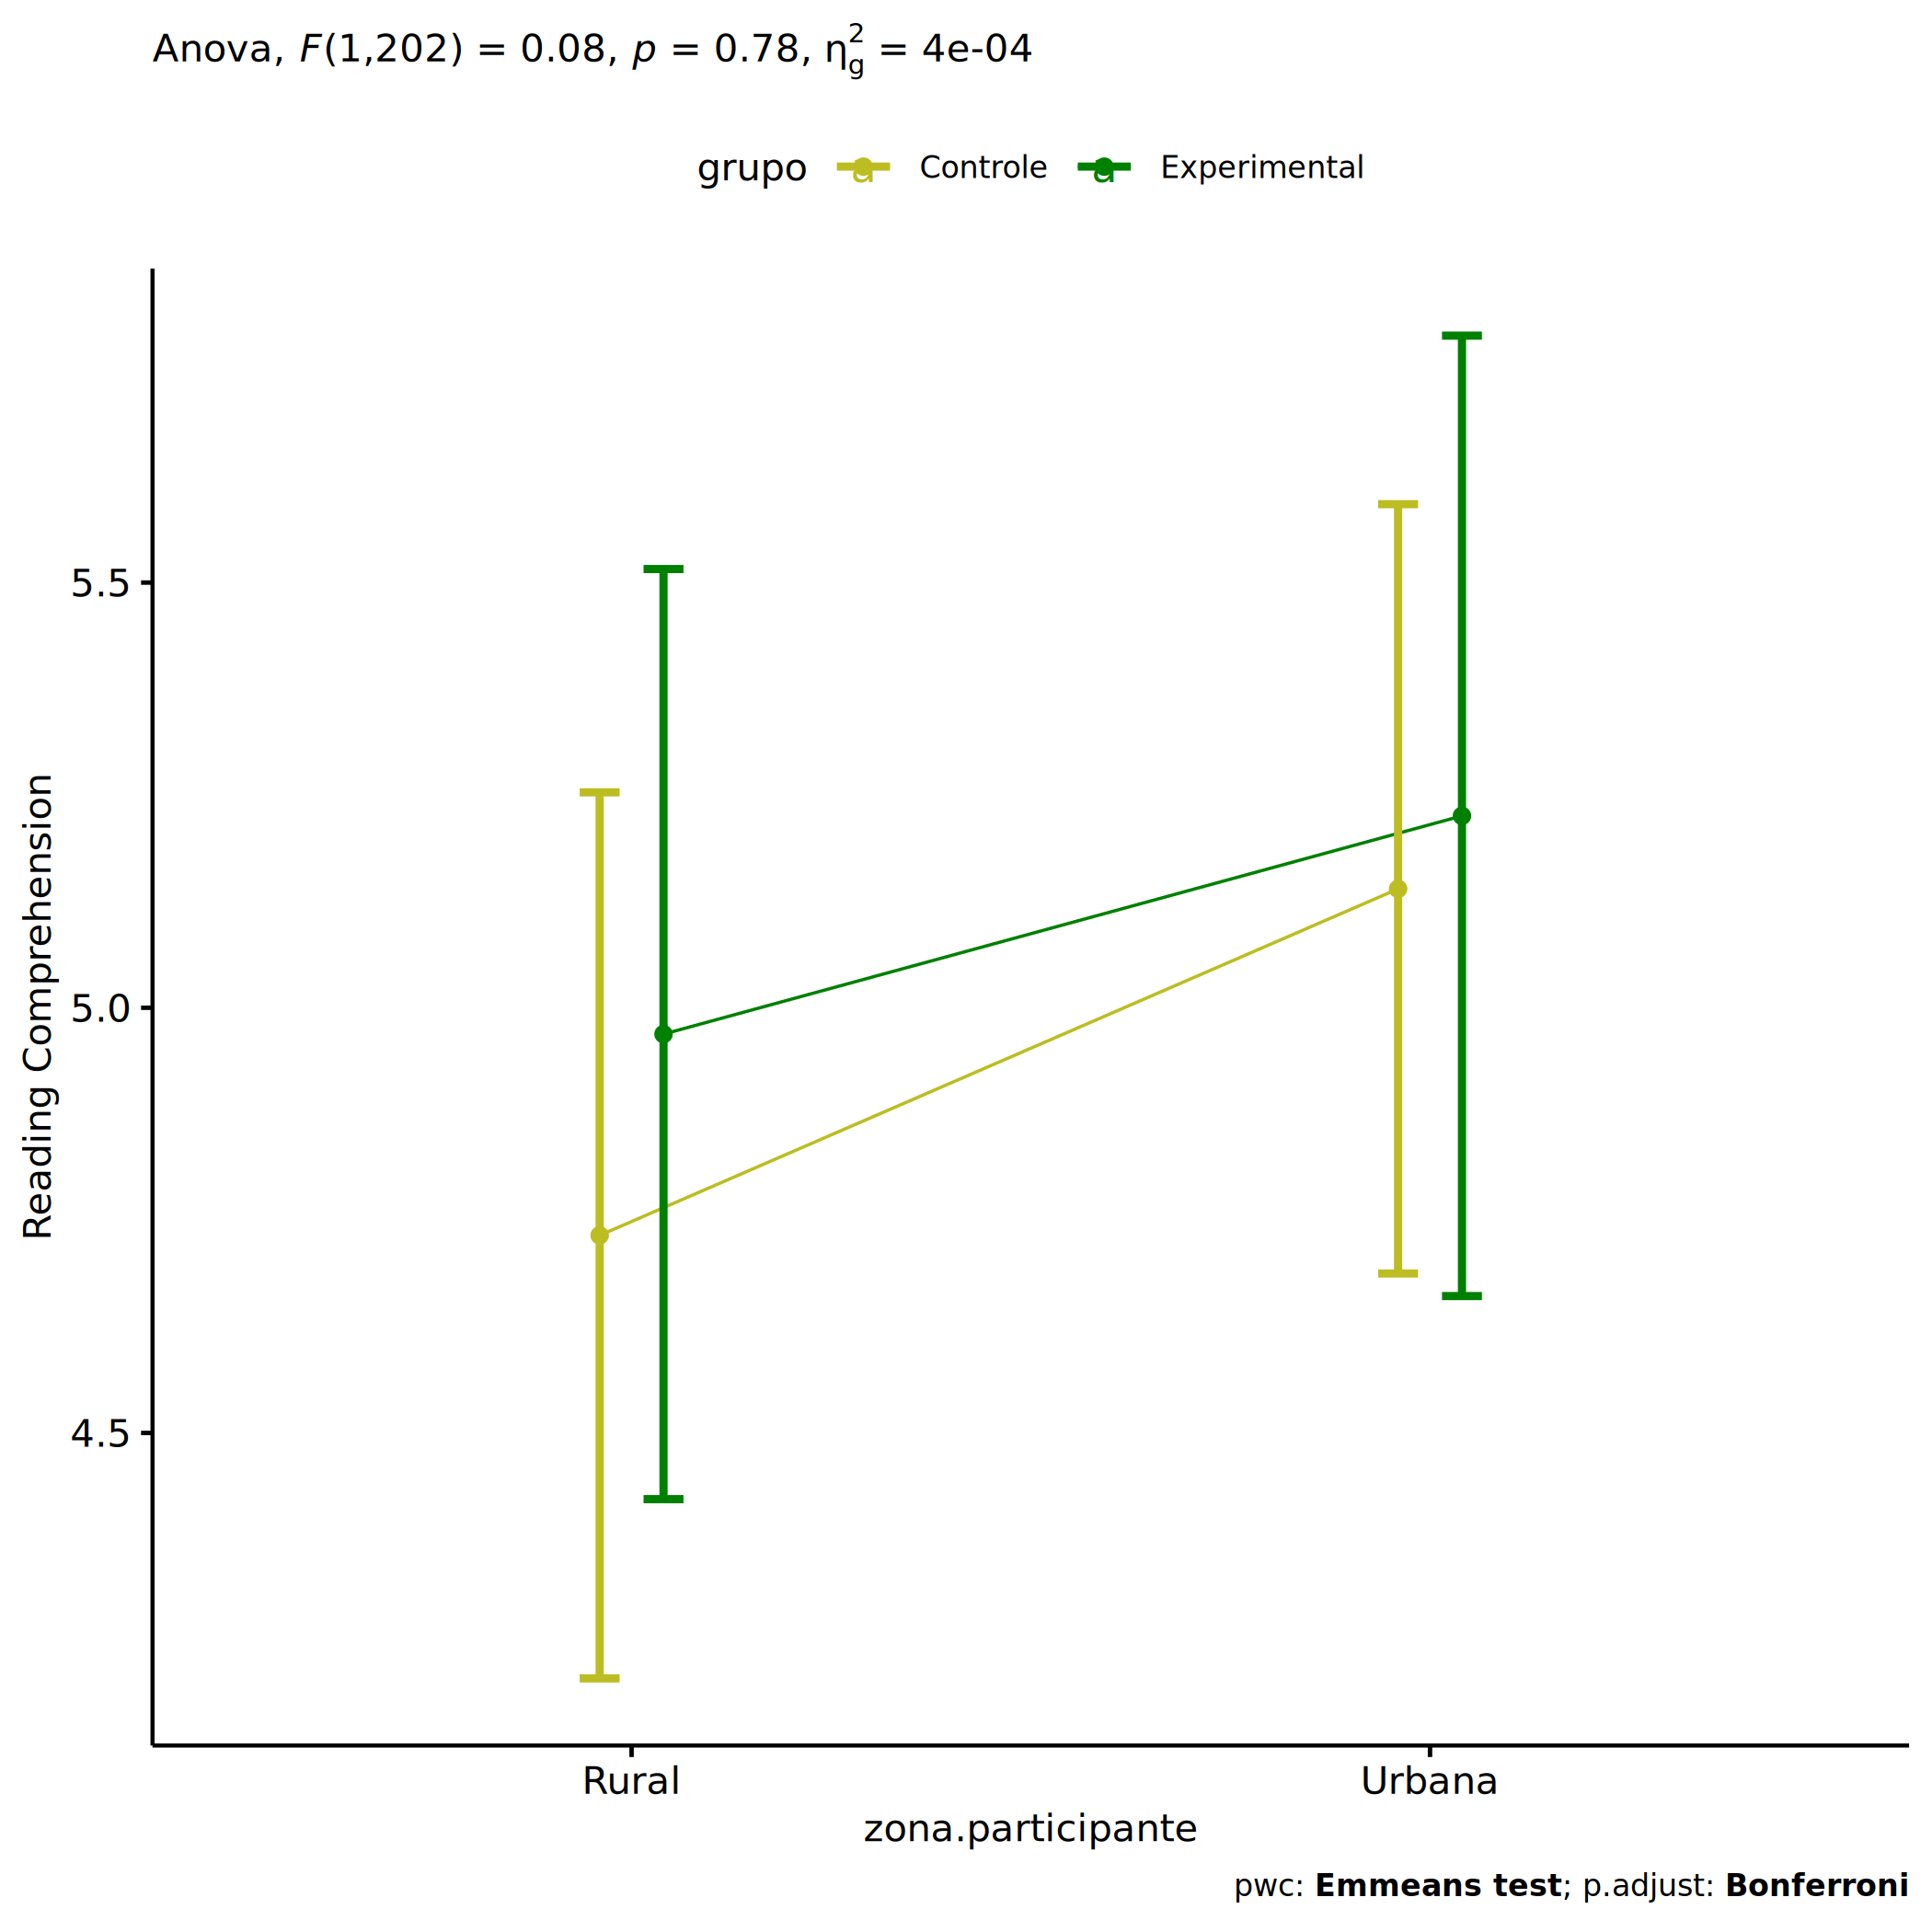 Anova, F(1,202) = 0.08, p = 0.78, η²g = 4e-04
grupo a Controle a Experimental
5.5
5.0
4.5
Reading Comprehension
Rural Urbana
zona.participante
pwc: Emmeans test; p.adjust: Bonferroni